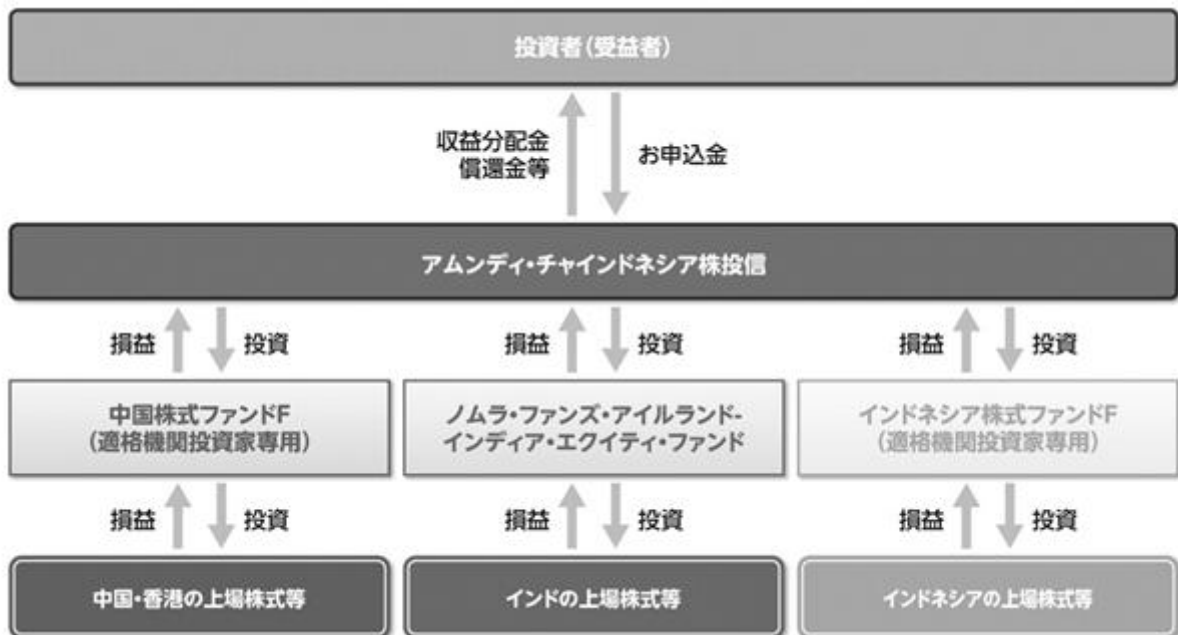 投資者(受益者)
収益分配金
償還金等
お申込金
アムンディ・チャインドネシア株投信
損益
投資
損益
投資
損益
投資
中国株式ファンドF
(適格機関投資家専用)
ノムラ・ファンズ・アイルランド-
インディア・エクイティ・ファンド
インドネシア株式ファンドF
(適格機関投資家専用)
損益
投資
損益
投資
損益
投資
中国・香港の上場株式等
インドの上場株式等
インドネシアの上場株式等